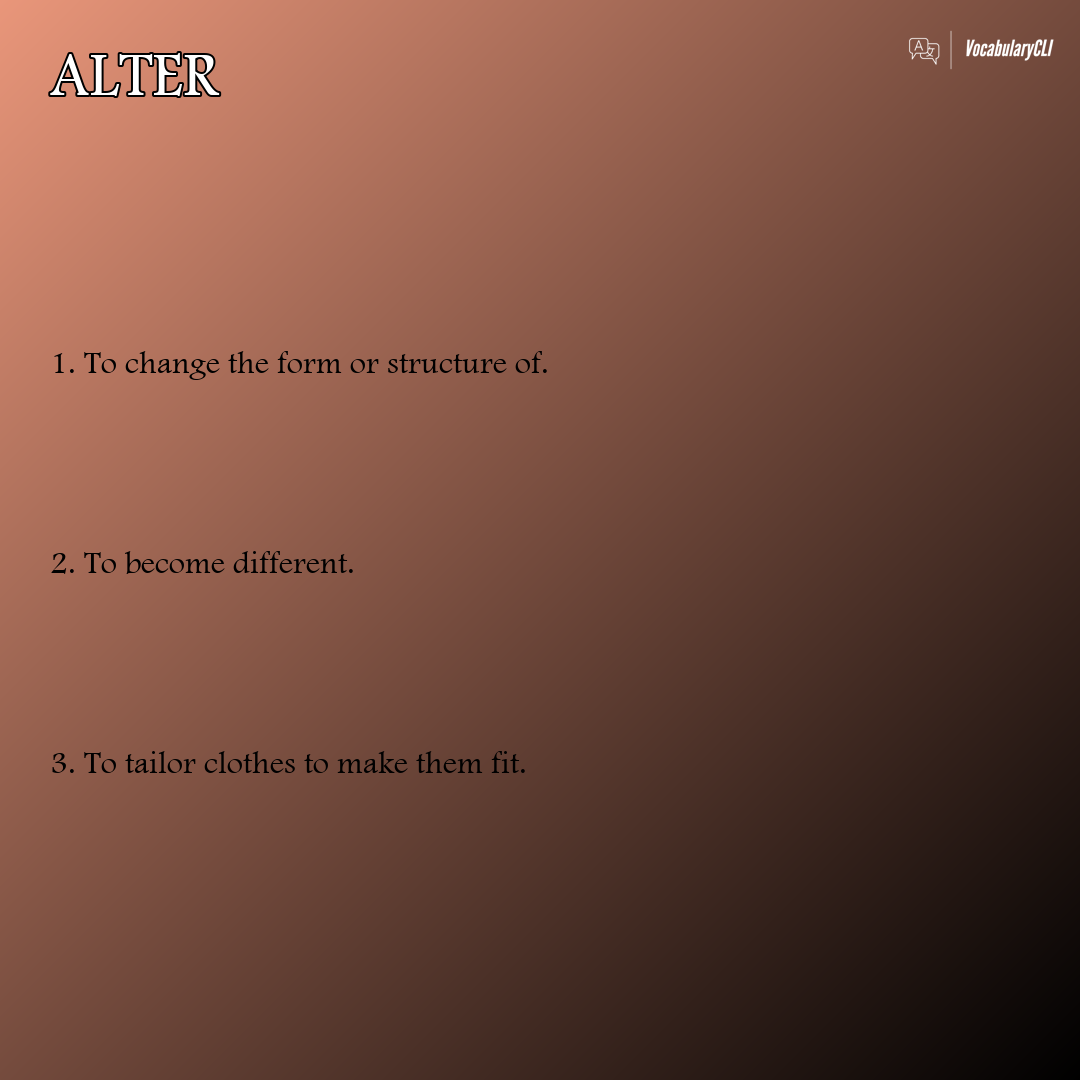 ALTER
VocabularyCLI
1. To change the form or structure of.
2. To become different.
3. To tailor clothes to make them fit.